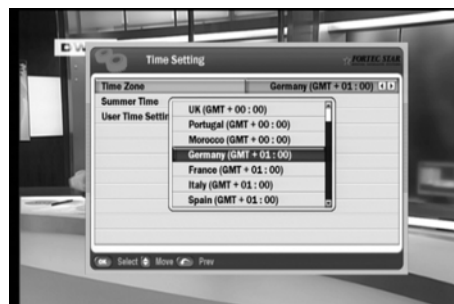 DW
Time Setting
FORTEC STAR
Time Zone
Germany (GMT + 01 : 00)
Summer Time
User Time Settin
UK (GMT + 00 : 00)
Portugal (GMT + 00 : 00)
Morocco (GMT + 00 : 00)
Germany (GMT + 01 : 00)
France (GMT + 01 : 00)
Italy (GMT + 01 : 00)
Spain (GMT + 01 : 00)
OK Select Move Prev